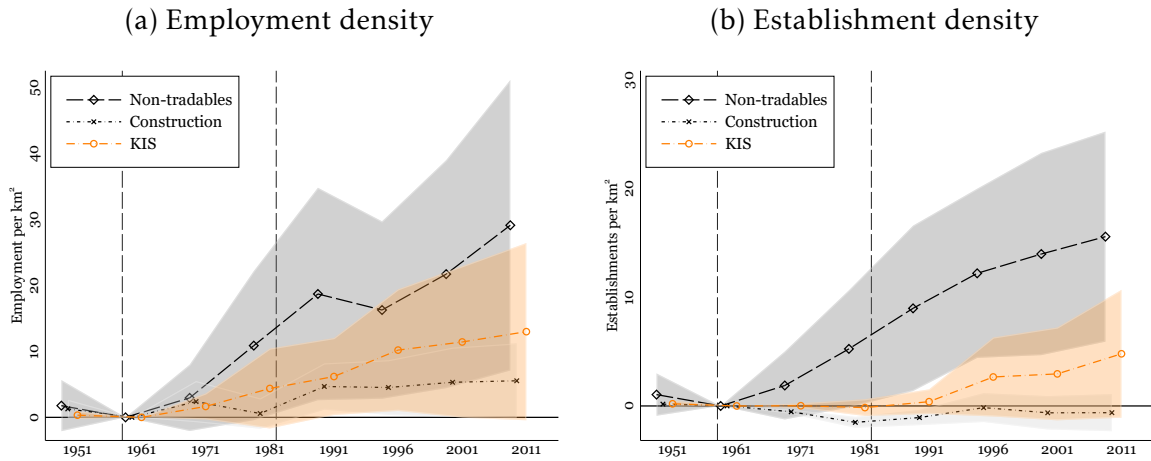 (a) Employment density
Non-tradables
Construction
KIS
Employment per km²
50
40
30
20
10
0
1951 1961 1971 1981 1991 1996 2001 2011
(b) Establishment density
Non-tradables
Construction
KIS
Establishments per km²
30
20
10
0
1951 1961 1971 1981 1991 1996 2001 2011